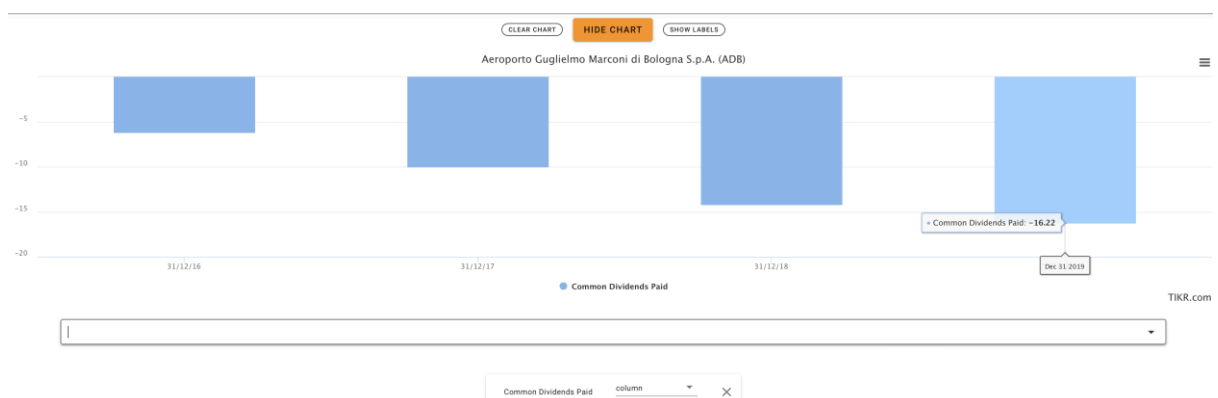 CLEAR CHART HIDE CHART SHOW LABELS
Aeroporto Guglielmo Marconi di Bologna S.p.A. (ADB)
-5
-10
-15
-20
• Common Dividends Paid: -16.22
31/12/16 31/12/17 31/12/18 Dec 31 2019
Common Dividends Paid
TIKR.com
Common Dividends Paid column